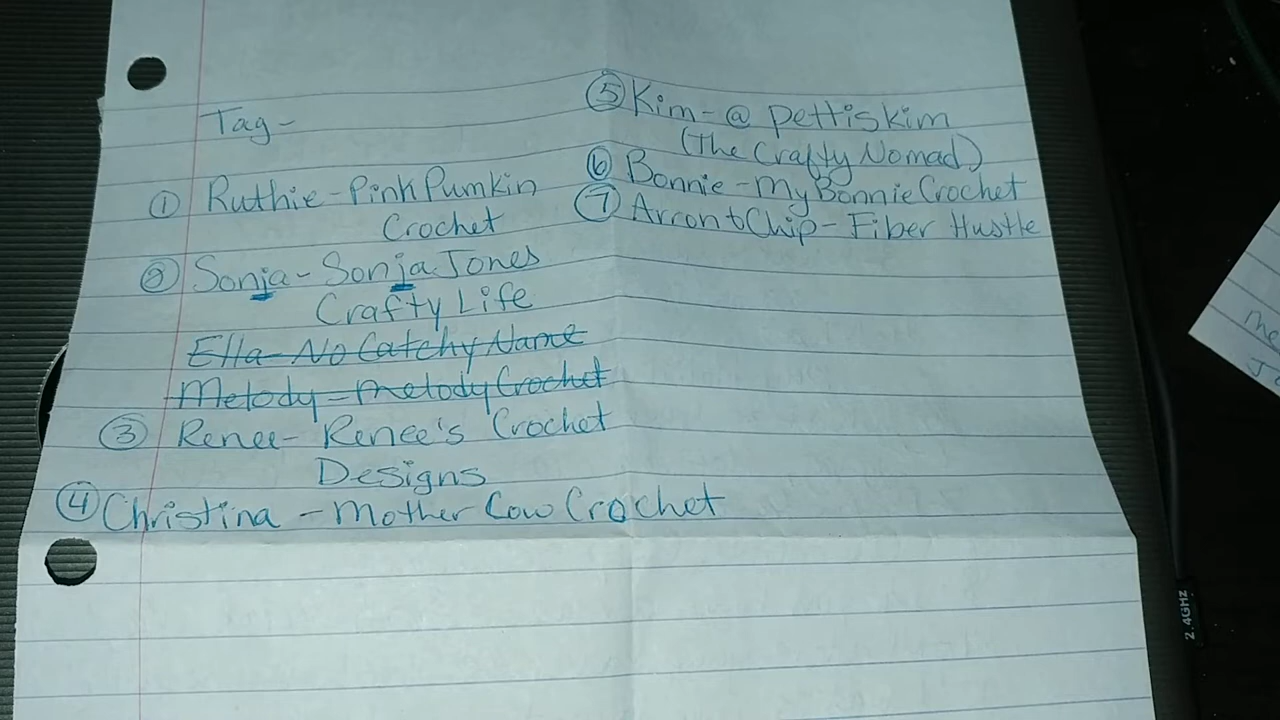 Tag-
① Ruthie-Pink Pumkin
Crochet
② Sonja-Sonja Jones
Crafty Life
Ella-No Catchy Name
Melody-Melody Crochet
③ Renee-Renee's Crochet
Designs
④ Christina-Mother Cow Crochet
⑤ Kim-@pettiskim
(The Crafty Nomad)
⑥ Bonnie-My Bonnie Crochet
⑦ Arron & Chip-Fiber Hustle
2.4GHz